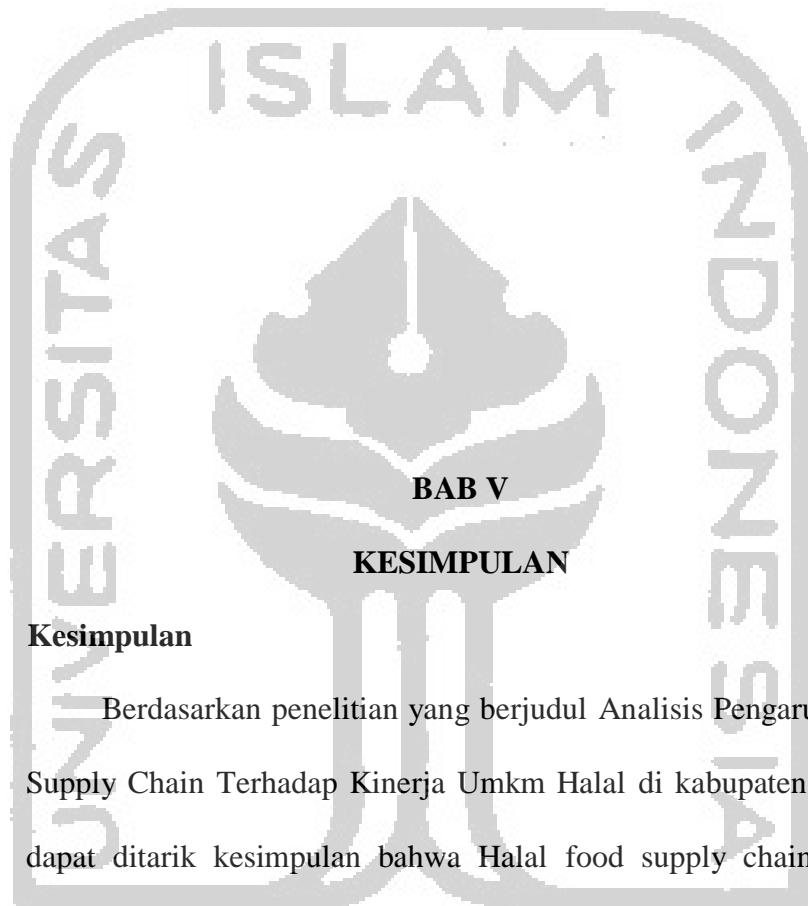 ISLAM
UNIVERSITAS
INDONESIA
BAB V
KESIMPULAN
Kesimpulan
Berdasarkan penelitian yang berjudul Analisis
Supply Chain Terhadap Kinerja Umkm Halal di kabupaten
dapat ditarik kesimpulan bahwa Halal food supply chain